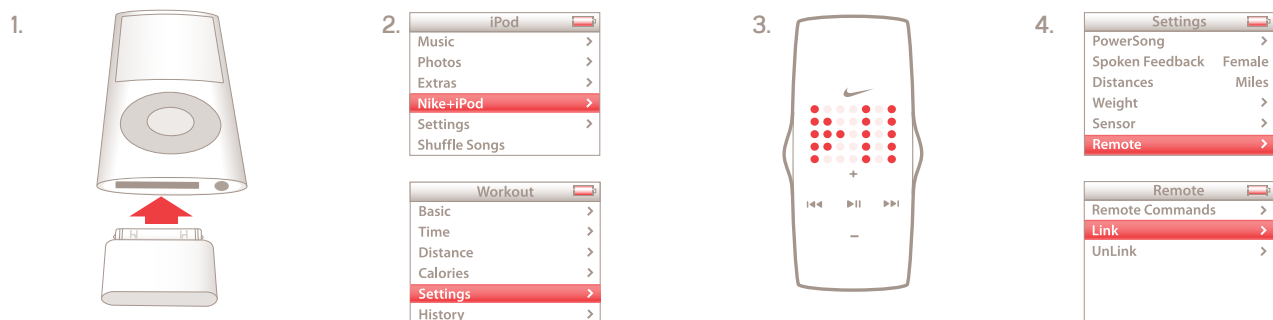 1.
2.
iPod
Music
Photos
Extras
Nike+iPod
Settings
Shuffle Songs
Workout
Basic
Time
Distance
Calories
Settings
History
3.
+
−
4.
Settings
PowerSong
Spoken Feedback Female
Distances Miles
Weight
Sensor
Remote
Remote
Remote Commands
Link
UnLink